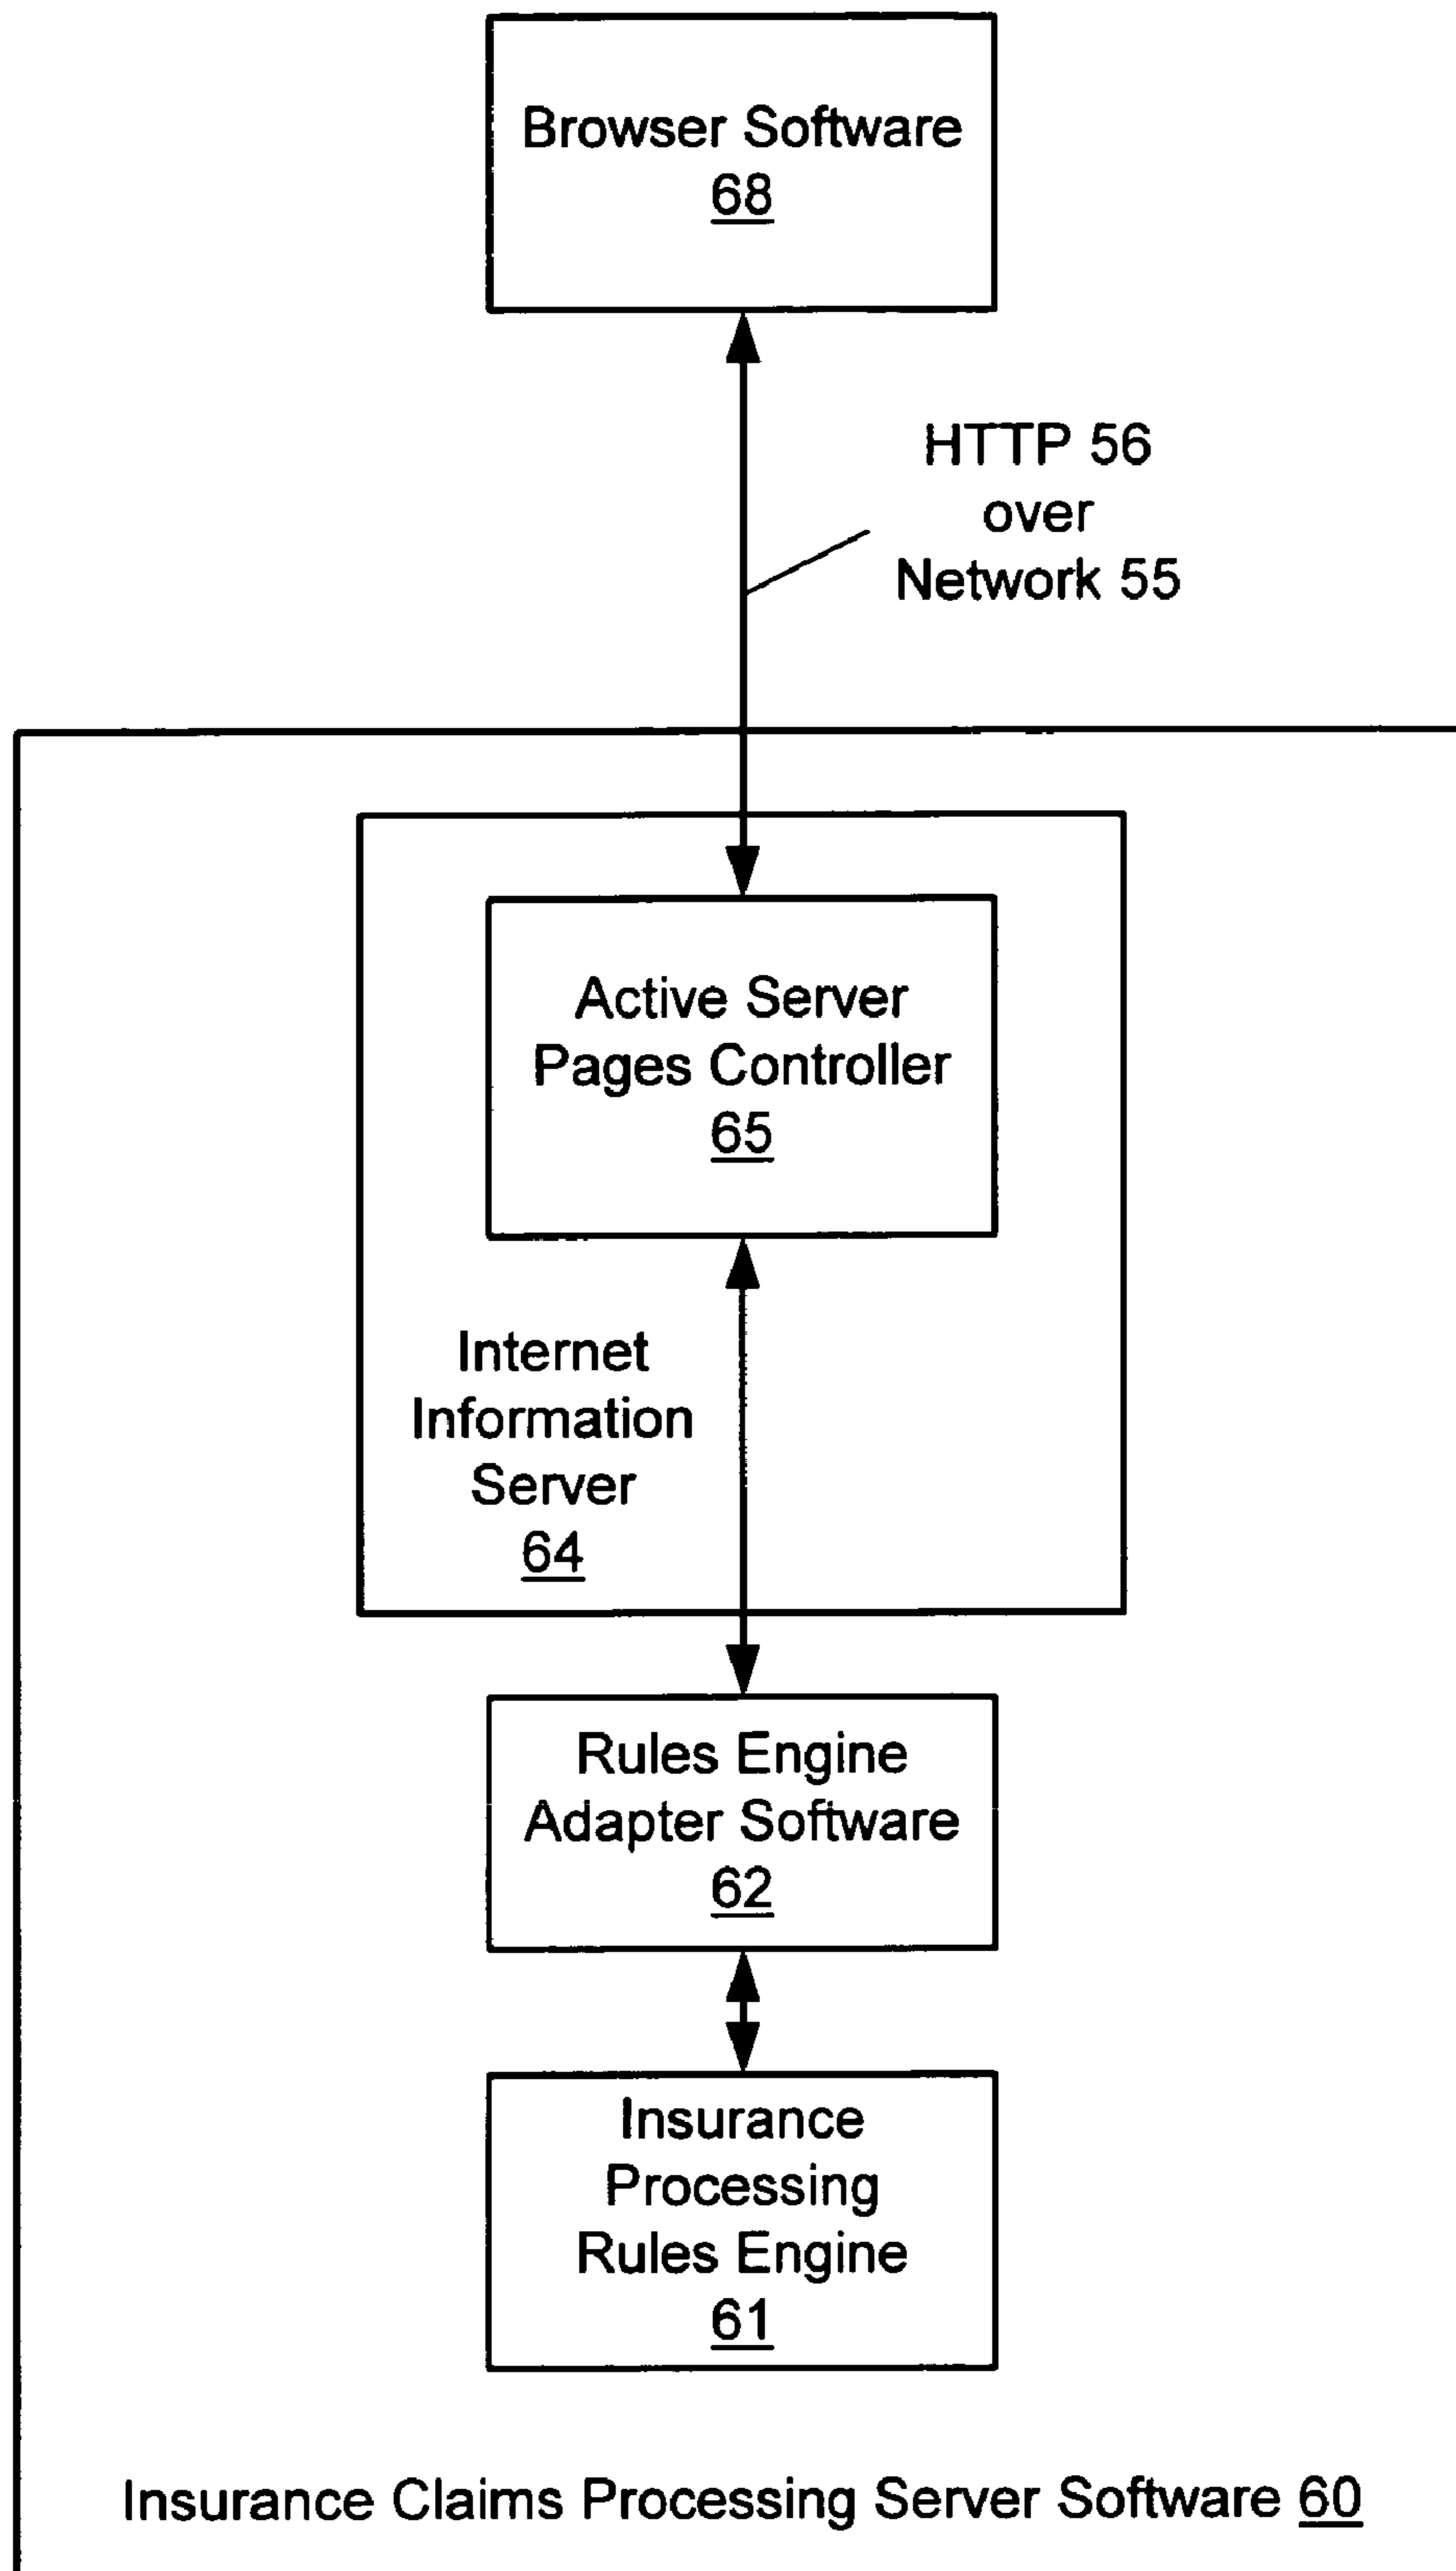 Browser Software
68
HTTP 56
over
Network 55
Active Server
Pages Controller
65
Internet
Information
Server
64
Rules Engine
Adapter Software
62
Insurance
Processing
Rules Engine
61
Insurance Claims Processing Server Software 60